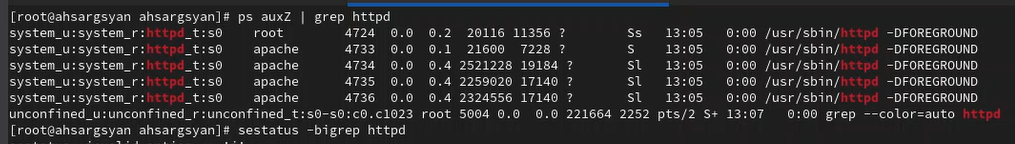 [root@ahsargsyan ahsargsyan]# ps auxZ | grep httpd
system_u:system_r:httpd_t:s0 root 4724 0.0 0.2 20116 11356 ? Ss 13:05 0:00 /usr/sbin/httpd -DFOREGROUND
system_u:system_r:httpd_t:s0 apache 4733 0.0 0.1 21600 7228 ? S 13:05 0:00 /usr/sbin/httpd -DFOREGROUND
system_u:system_r:httpd_t:s0 apache 4734 0.0 0.4 2521228 19184 ? Sl 13:05 0:00 /usr/sbin/httpd -DFOREGROUND
system_u:system_r:httpd_t:s0 apache 4735 0.0 0.4 2259020 17140 ? Sl 13:05 0:00 /usr/sbin/httpd -DFOREGROUND
system_u:system_r:httpd_t:s0 apache 4736 0.0 0.4 2324556 17140 ? Sl 13:05 0:00 /usr/sbin/httpd -DFOREGROUND
unconfined_u:unconfined_r:unconfined_t:s0-s0:c0.c1023 root 5004 0.0 0.0 221664 2252 pts/2 S+ 13:07 0:00 grep --color=auto httpd
[root@ahsargsyan ahsargsyan]# sestatus -bigrep httpd